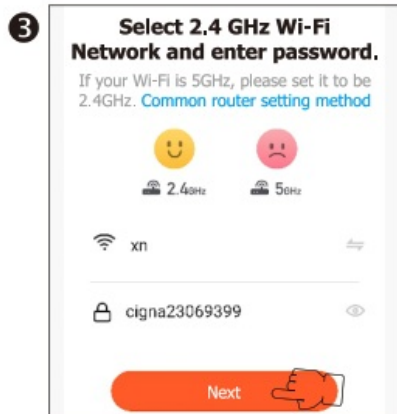 ❸
Select 2.4 GHz Wi-Fi
Network and enter password.
If your Wi-Fi is 5GHz, please set it to be
2.4GHz. Common router setting method
2.4GHz 5GHz
xn
cigna23069399
Next